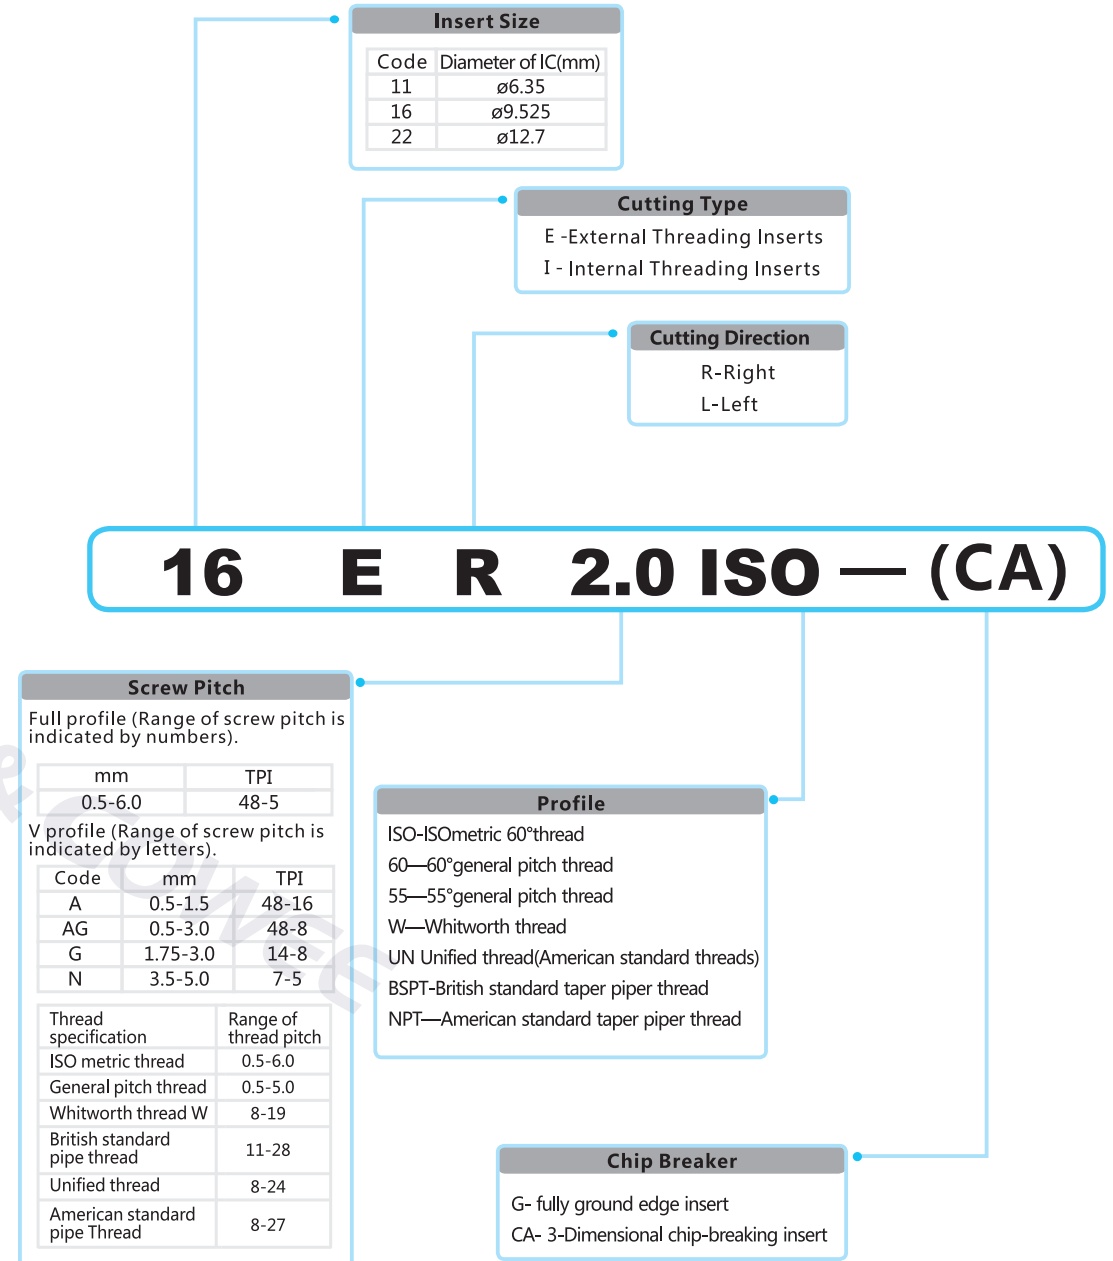 Insert Size
Code Diameter of IC(mm)
11 ø6.35
16 ø9.525
22 ø12.7
Cutting Type
E -External Threading Inserts
I - Internal Threading Inserts
Cutting Direction
R-Right
L-Left
16 E R 2.0 ISO — (CA)
Screw Pitch
Full profile (Range of screw pitch is
indicated by numbers).
mm TPI
0.5-6.0 48-5
V profile (Range of screw pitch is
indicated by letters).
Code mm TPI
A 0.5-1.5 48-16
AG 0.5-3.0 48-8
G 1.75-3.0 14-8
N 3.5-5.0 7-5
Thread
specification
Range of
thread pitch
ISO metric thread 0.5-6.0
General pitch thread 0.5-5.0
Whitworth thread W 8-19
British standard
pipe thread
11-28
Unified thread 8-24
American standard
pipe Thread
8-27
Profile
ISO-ISOmetric 60°thread
60—60°general pitch thread
55—55°general pitch thread
W—Whitworth thread
UN Unified thread(American standard threads)
BSPT-British standard taper piper thread
NPT—American standard taper piper thread
Chip Breaker
G- fully ground edge insert
CA- 3-Dimensional chip-breaking insert
& GOWEE